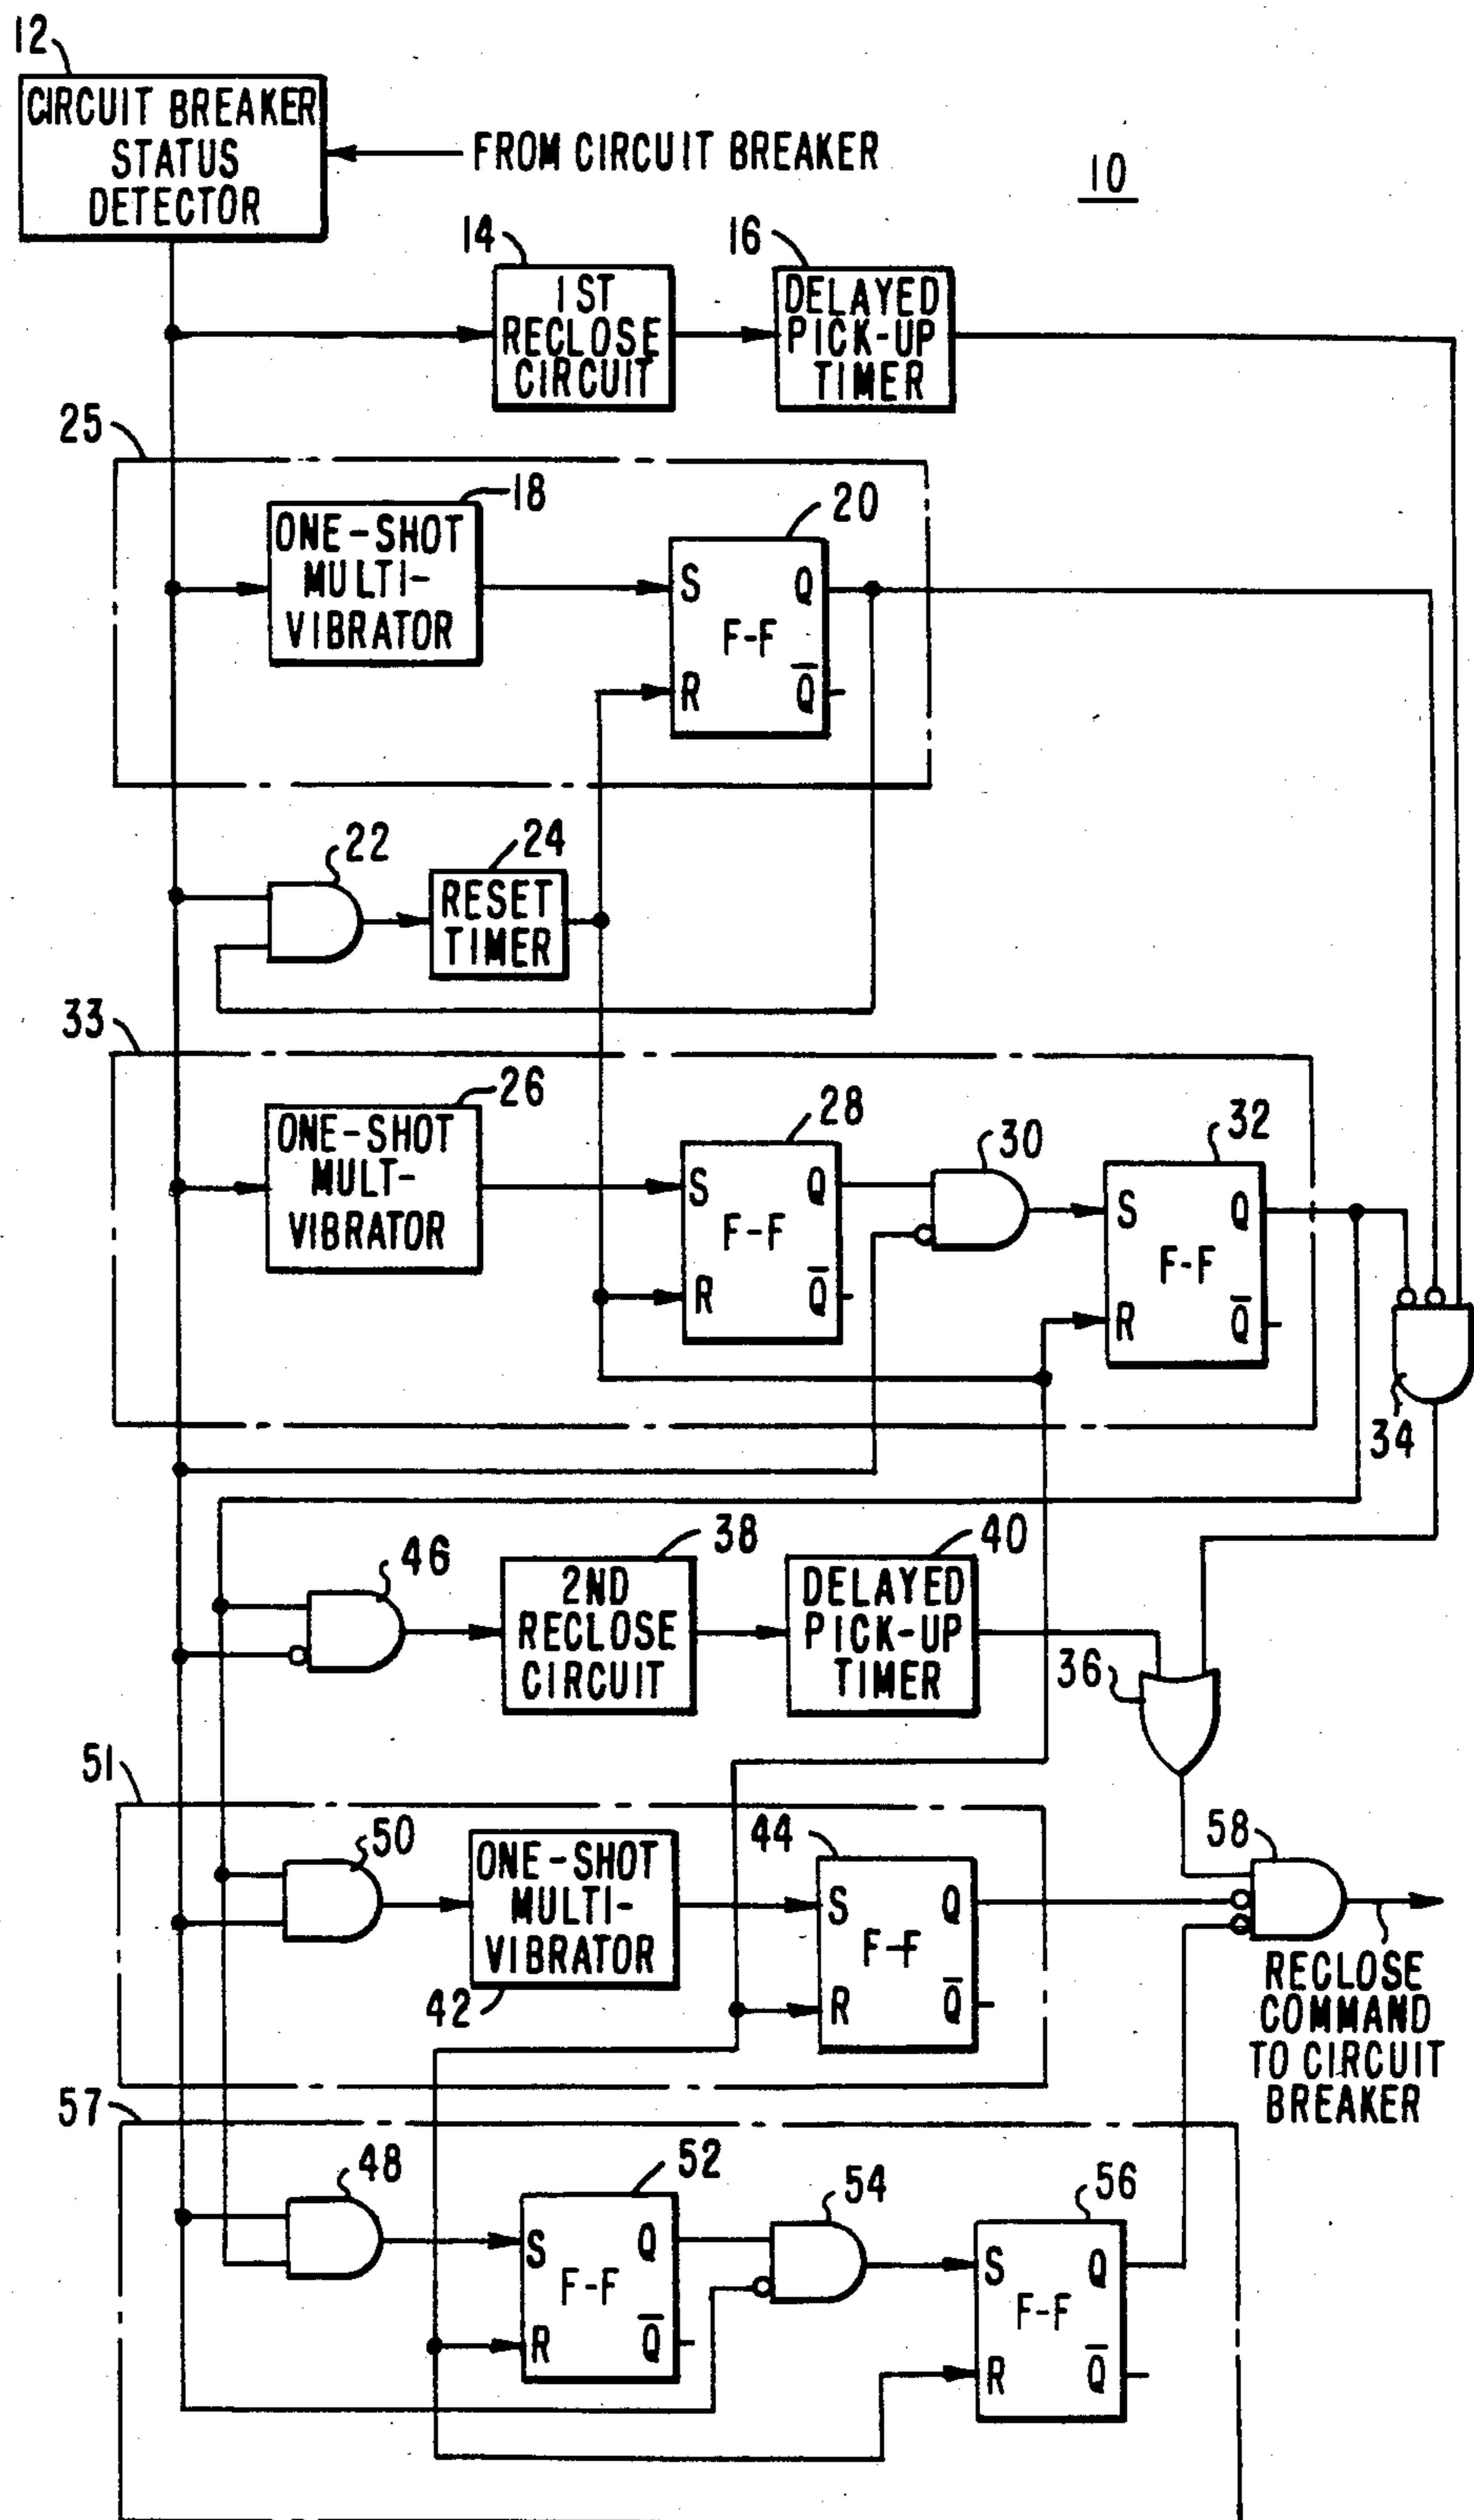 12
CIRCUIT BREAKER
STATUS
DETECTOR
FROM CIRCUIT BREAKER
10
14
1ST
RECLOSE
CIRCUIT
16
DELAYED
PICK-UP
TIMER
25
18
ONE-SHOT
MULTI-
VIBRATOR
20
S
Q
F-F
R
Q̅
22
24
RESET
TIMER
33
26
ONE-SHOT
MULT-
VIBRATOR
28
S
Q
F-F
R
Q̅
30
32
S
Q
F-F
R
Q̅
34
46
38
2ND
RECLOSE
CIRCUIT
40
DELAYED
PICK-UP
TIMER
36
51
50
ONE-SHOT
MULTI-
VIBRATOR
42
44
S
Q
F-F
R
Q̅
58
RECLOSE
COMMAND
TO CIRCUIT
BREAKER
57
48
52
S
Q
F-F
R
Q̅
54
56
S
Q
F-F
R
Q̅